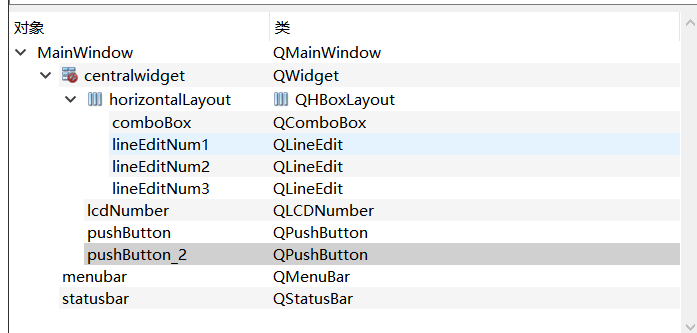 对象 类
MainWindow QMainWindow
centralwidget QWidget
horizontalLayout QHBoxLayout
comboBox QComboBox
lineEditNum1 QLineEdit
lineEditNum2 QLineEdit
lineEditNum3 QLineEdit
lcdNumber QLCDNumber
pushButton QPushButton
pushButton_2 QPushButton
menubar QMenuBar
statusbar QStatusBar